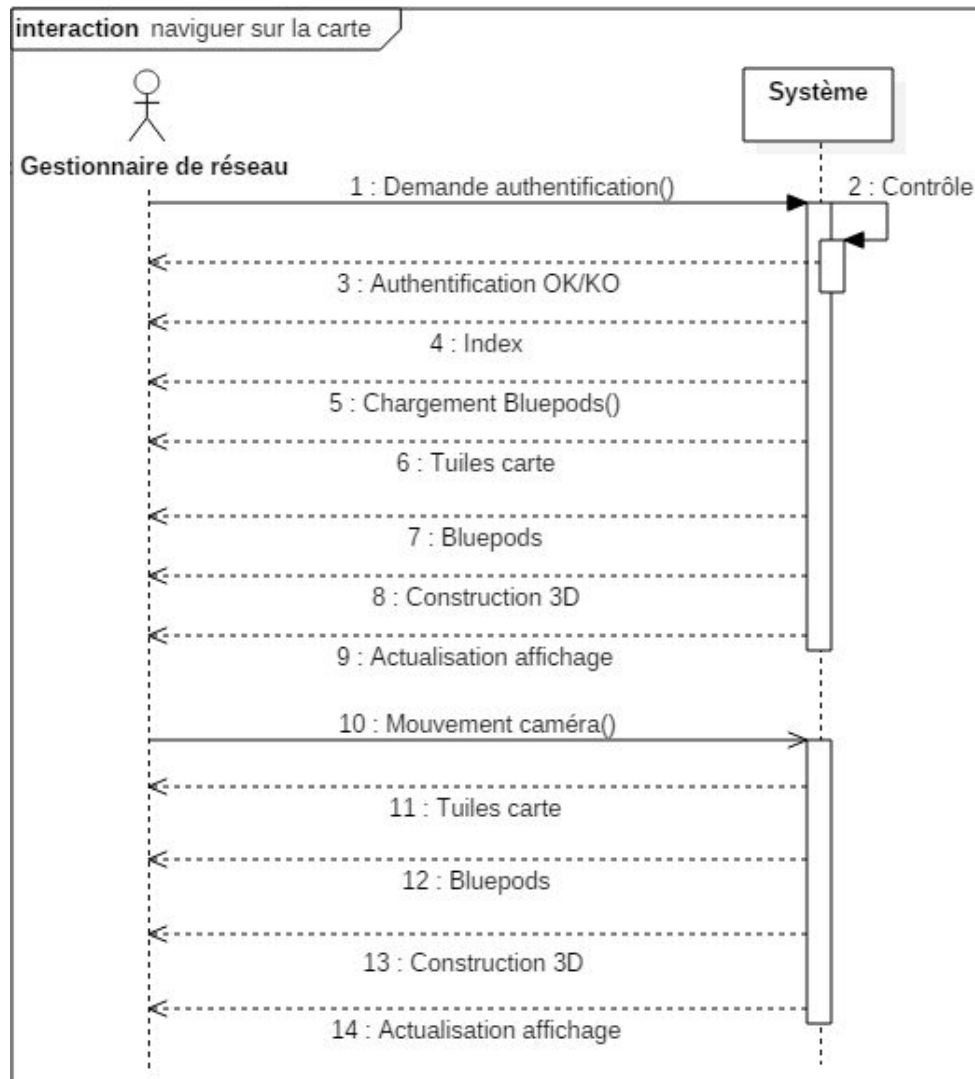 interaction naviguer sur la carte
Système
: Gestionnaire de réseau
1 : Demande authentification()
2 : Contrôle
3 : Authentification OK/KO
4 : Index
5 : Chargement Bluepods()
6 : Tuiles carte
7 : Bluepods
8 : Construction 3D
9 : Actualisation affichage
10 : Mouvement caméra()
11 : Tuiles carte
12 : Bluepods
13 : Construction 3D
14 : Actualisation affichage